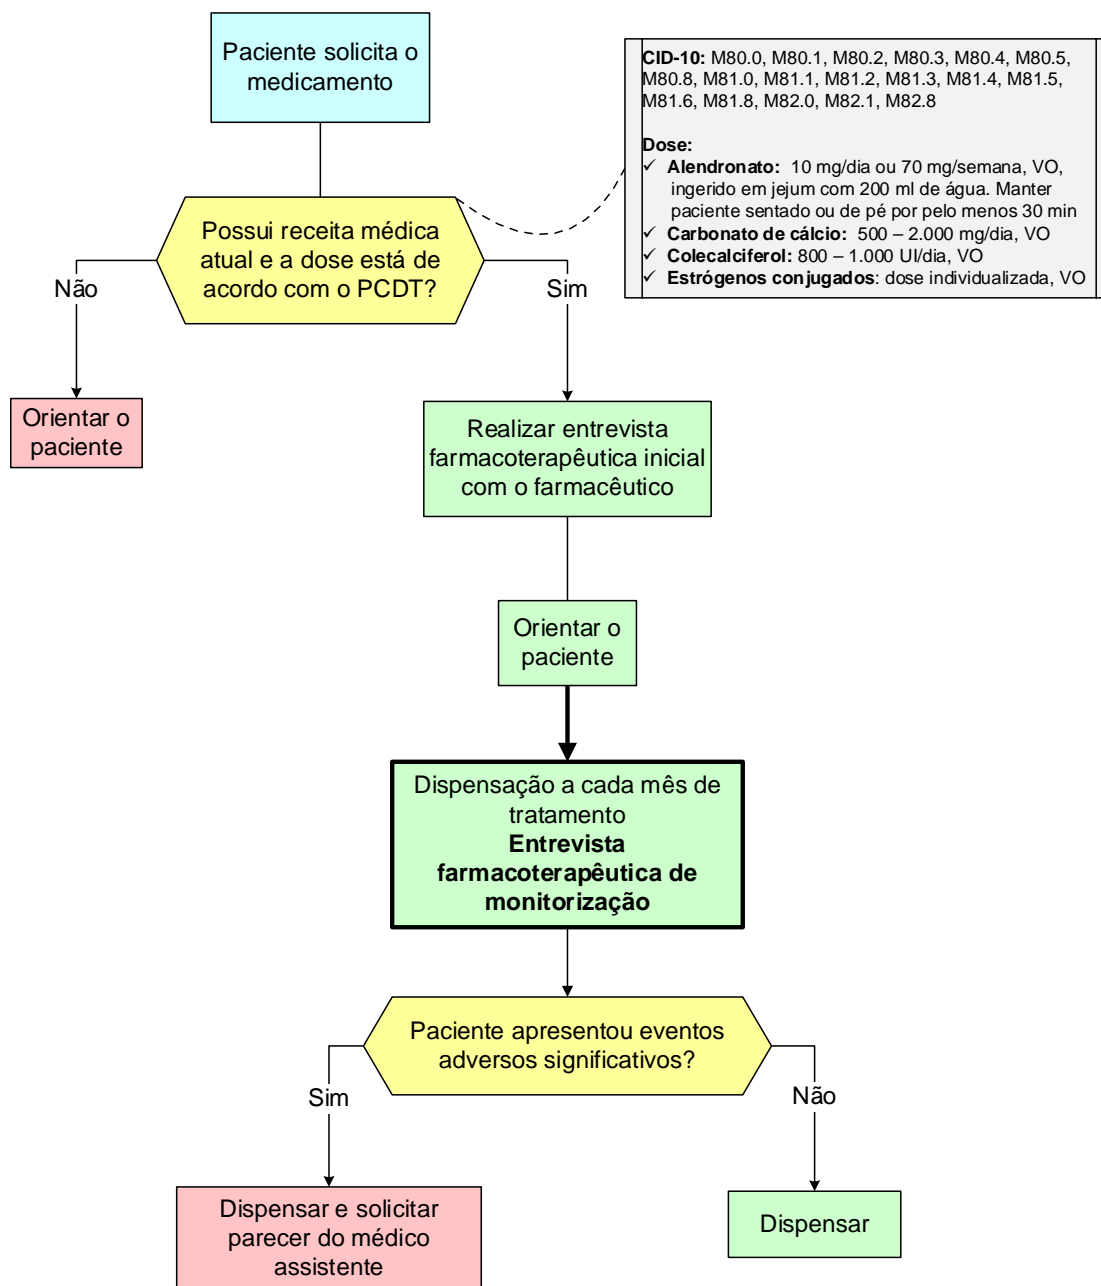 Paciente solicita o
medicamento
CID-10: M80.0, M80.1, M80.2, M80.3, M80.4, M80.5,
M80.8, M81.0, M81.1, M81.2, M81.3, M81.4, M81.5,
M81.6, M81.8, M82.0, M82.1, M82.8
Dose:
✓ Alendronato: 10 mg/dia ou 70 mg/semana, VO,
ingerido em jejum com 200 ml de água. Manter
paciente sentado ou de pé por pelo menos 30 min
✓ Carbonato de cálcio: 500 – 2.000 mg/dia, VO
✓ Colecalciferol: 800 – 1.000 UI/dia, VO
✓ Estrógenos conjugados: dose individualizada, VO
Possui receita médica
atual e a dose está de
acordo com o PCDT?
Não
Sim
Orientar o
paciente
Realizar entrevista
farmacoterapêutica inicial
com o farmacêutico
Orientar o
paciente
Dispensação a cada mês de
tratamento
Entrevista
farmacoterapêutica de
monitorização
Paciente apresentou eventos
adversos significativos?
Sim
Não
Dispensar e solicitar
parecer do médico
assistente
Dispensar